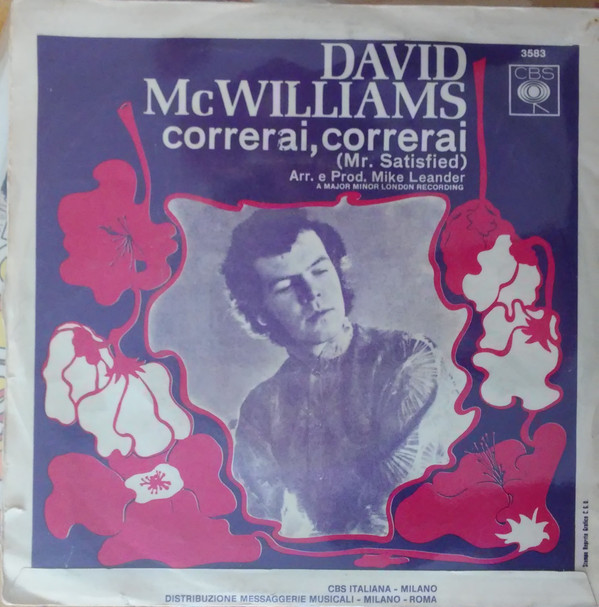 DAVID
McWILLIAMS
correrai, correrai
(Mr. Satisfied)
Arr. e Prod. Mike Leander
A MAJOR MINOR LONDON RECORDING
3583
CBS
CBS ITALIANA - MILANO
DISTRIBUZIONE MESSAGGERIE MUSICALI - MILANO - ROMA